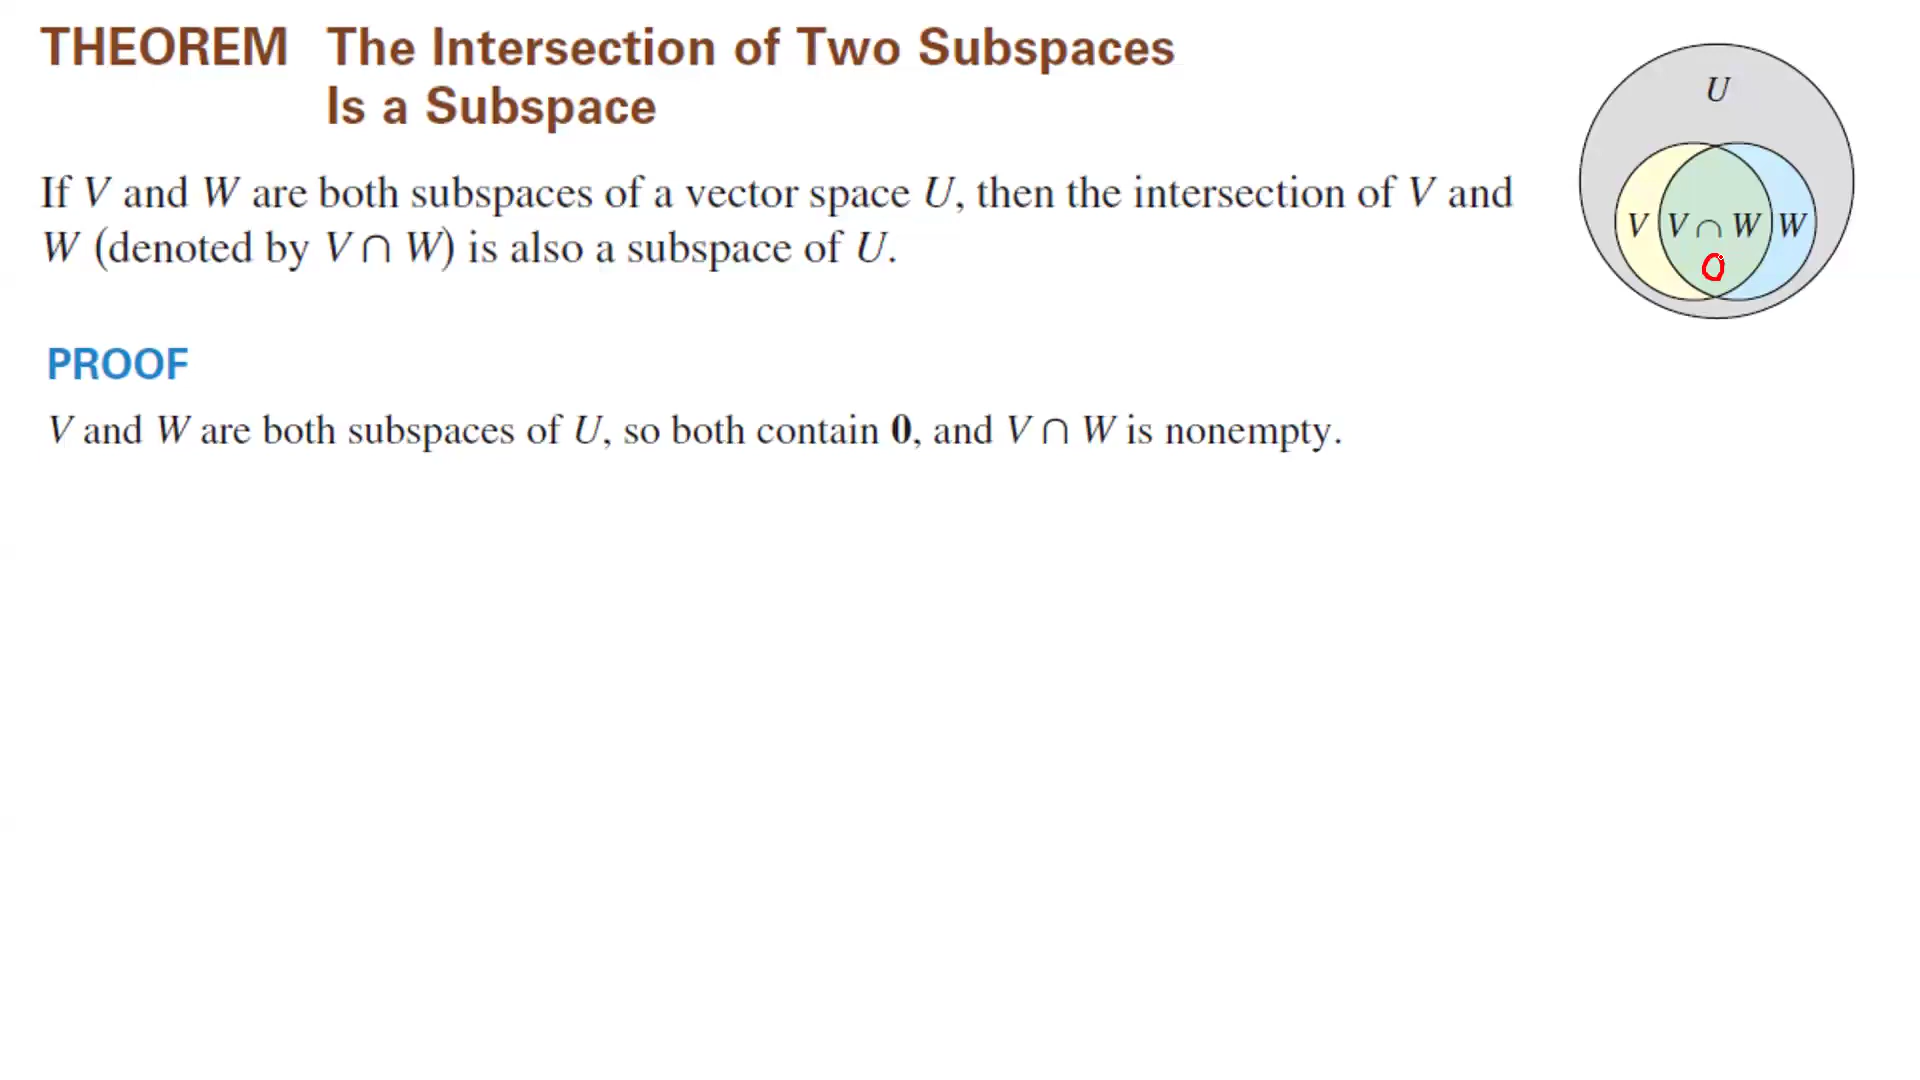 THEOREM The Intersection of Two Subspaces
Is a Subspace
If V and W are both subspaces of a vector space U, then the intersection of V and
W (denoted by V ∩ W) is also a subspace of U.
U
V V ∩ W W
0
PROOF
V and W are both subspaces of U, so both contain 0, and V ∩ W is nonempty.